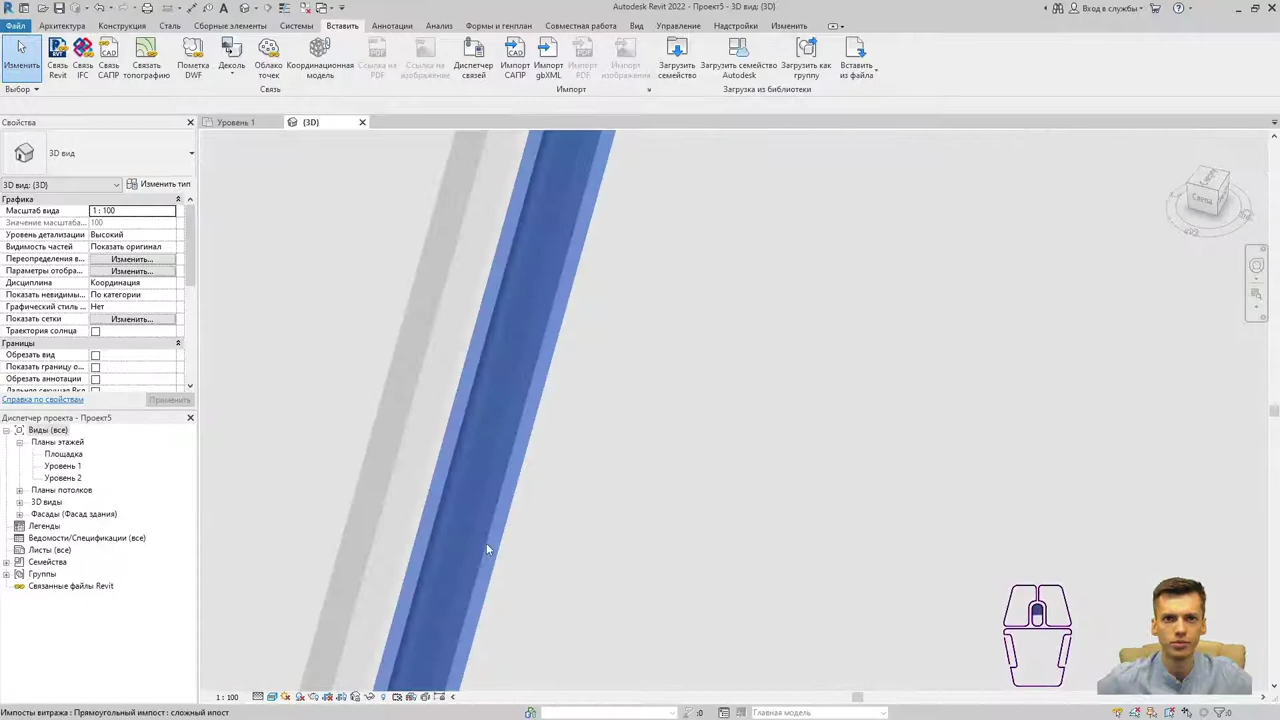 Autodesk Revit 2022 - Проект5 - 3D вид: {3D}
Вход в службы
Файл Архитектура Конструкция Сталь Сборные элементы Системы Вставить Аннотации Анализ Формы и генплан Совместная работа Вид Управление Надстройки Изменить
Изменить
Связь Revit
Связь IFC
Связь САПР
Связать топографию
Пометка DWF
Деколь
Облако точек
Координационная модель
Ссылка на PDF
Ссылка на изображение
Диспетчер связей
Импорт САПР
Импорт gbXML
Импорт PDF
Импорт изображения
Загрузить семейство
Загрузить семейство Autodesk
Загрузить как группу
Вставить из файла
Выбор Связь Импорт Загрузка из библиотеки
Свойства
Уровень 1 {3D}
3D вид
3D вид: {3D} Изменить тип
Графика
Масштаб вида 1 : 100
Значение масштаба... 100
Уровень детализации Высокий
Видимость частей Показать оригинал
Переопределения в... Изменить...
Параметры отобра... Изменить...
Дисциплина Координация
Показать невидимы... По категории
Графический стиль ... Нет
Показать сетки Изменить...
Траектория солнца
Границы
Обрезать вид
Показать границу о...
Обрезать аннотации
Справка по свойствам Применить
Диспетчер проекта - Проект5
Виды (все)
Планы этажей
Площадка
Уровень 1
Уровень 2
Планы потолков
3D виды
Фасады (Фасад здания)
Легенды
Ведомости/Спецификации (все)
Листы (все)
Семейства
Группы
Связанные файлы Revit
Слева
1 : 100
Импосты витража : Прямоугольный импост : сложный ипост
:0
Главная модель
:0